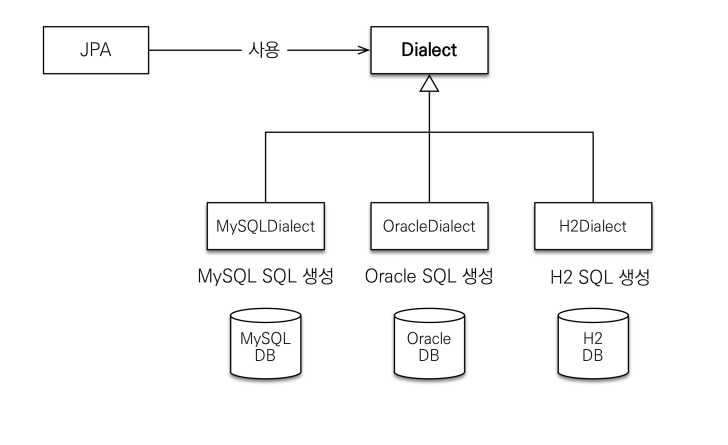 JPA
사용
Dialect
MySQLDialect
OracleDialect
H2Dialect
MySQL SQL 생성
Oracle SQL 생성
H2 SQL 생성
MySQL
DB
Oracle
DB
H2
DB